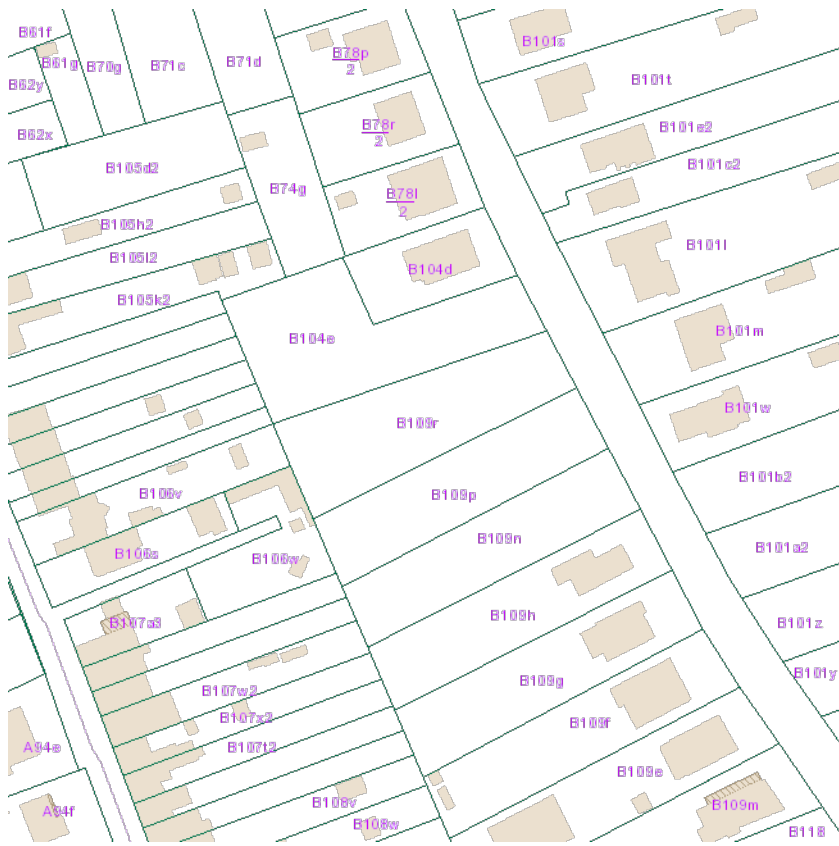 B61f
B101s
B78p
2
B61g
B70g
B71c
B71d
B62y
B101t
B62x
B78r
2
B101e2
B105d2
B101c2
B74g
B78l
2
B105h2
B101l
B105l2
B104d
B105k2
B104e
B101m
B101w
B109r
B101b2
B106v
B109p
B109n
B101a2
B106s
B106w
B109h
B107a3
B101z
B101y
B109g
B107w2
B107x2
B109f
A94e
B107t2
B109e
B108v
B109m
A94f
B108w
B118